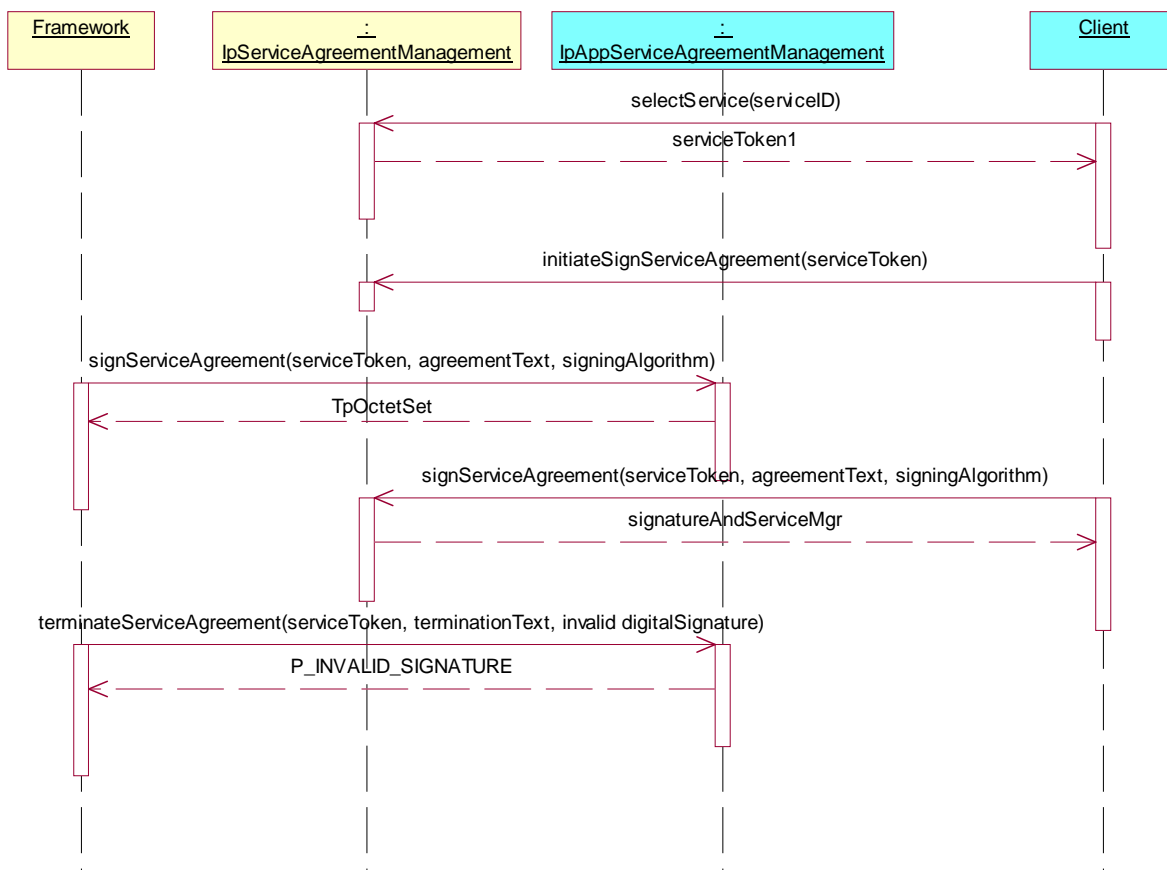 Framework
:
IpServiceAgreementManagement
:
IpAppServiceAgreementManagement
Client
selectService(serviceID)
serviceToken1
initiateSignServiceAgreement(serviceToken)
signServiceAgreement(serviceToken, agreementText, signingAlgorithm)
TpOctetSet
signServiceAgreement(serviceToken, agreementText, signingAlgorithm)
signatureAndServiceMgr
terminateServiceAgreement(serviceToken, terminationText, invalid digitalSignature)
P_INVALID_SIGNATURE